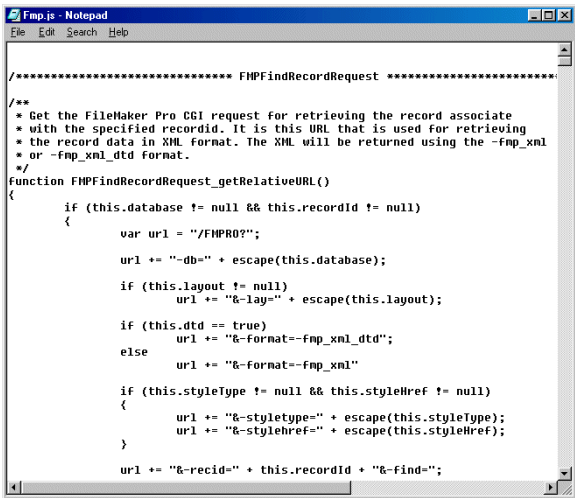 Fmp.js - Notepad
File Edit Search Help
/****************************** FMPFindRecordRequest ************************
/**
 * Get the FileMaker Pro CGI request for retrieving the record associate
 * with the specified recordid. It is this URL that is used for retrieving
 * the record data in XML format. The XML will be returned using the -fmp_xml
 * or -fmp_xml_dtd format.
 */
function FMPFindRecordRequest_getRelativeURL()
{
        if (this.database != null && this.recordId != null)
        {
                var url = "/FMPRO?";
                url += "-db=" + escape(this.database);
                if (this.layout != null)
                        url += "&-lay=" + escape(this.layout);
                if (this.dtd == true)
                        url += "&-format=-fmp_xml_dtd";
                else
                        url += "&-format=-fmp_xml"
                if (this.styleType != null && this.styleHref != null)
                {
                        url += "&-styletype=" + escape(this.styleType);
                        url += "&-stylehref=" + escape(this.styleHref);
                }
                url += "&-recid=" + this.recordId + "&-find=";